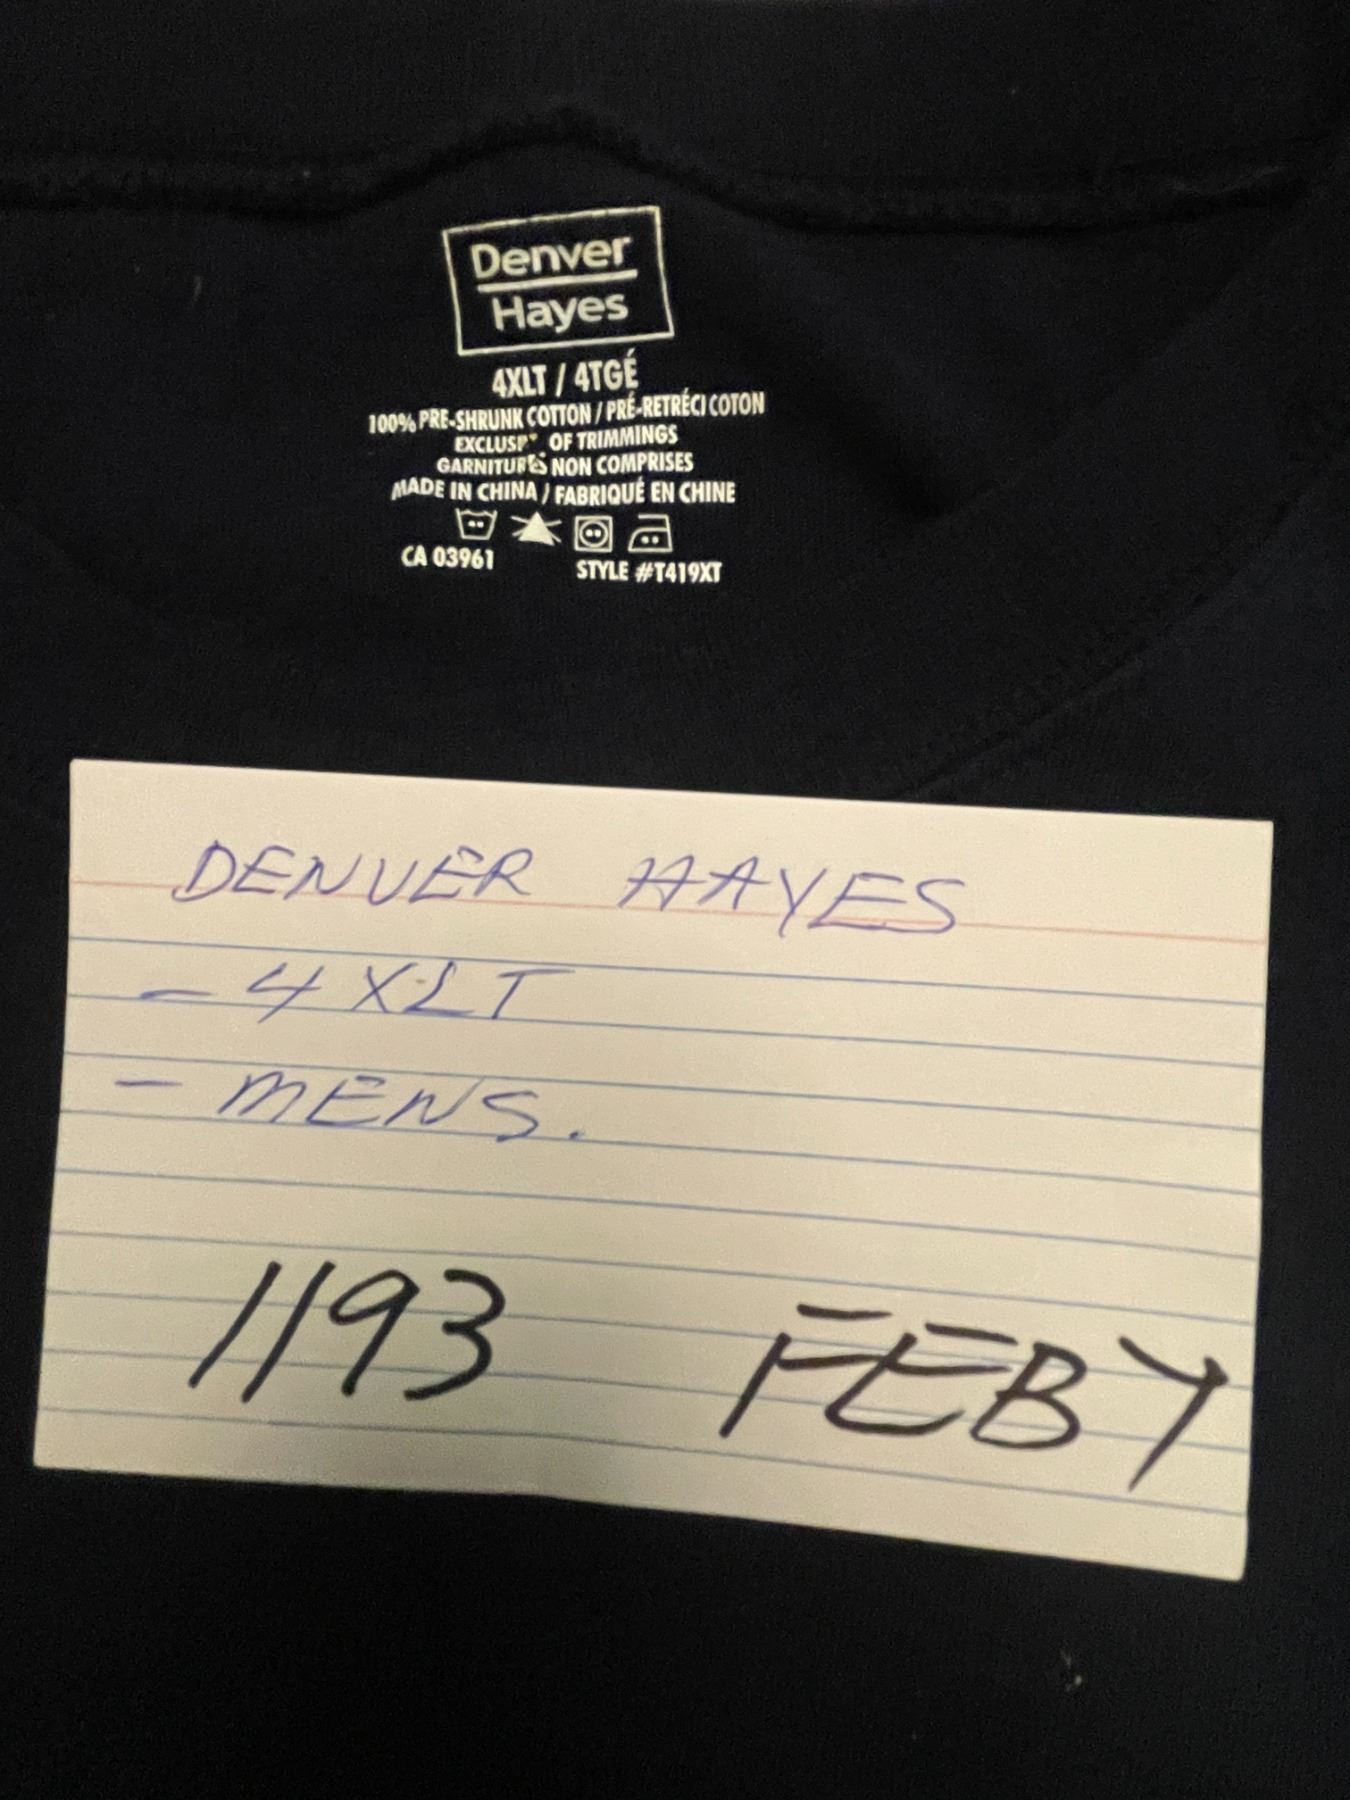 Denver
Hayes
4XLT / 4TGÉ
100% PRE-SHRUNK COTTON / PRÉ-RETRÉCI COTON
OF TRIMMINGS
GARNITURES NON COMPRISES
MADE IN CHINA / FABRIQUÉ EN CHINE
CA 03961 STYLE #T419XT
DENVER HAYES
- 4XLT
- MENS.
1193 FEBY